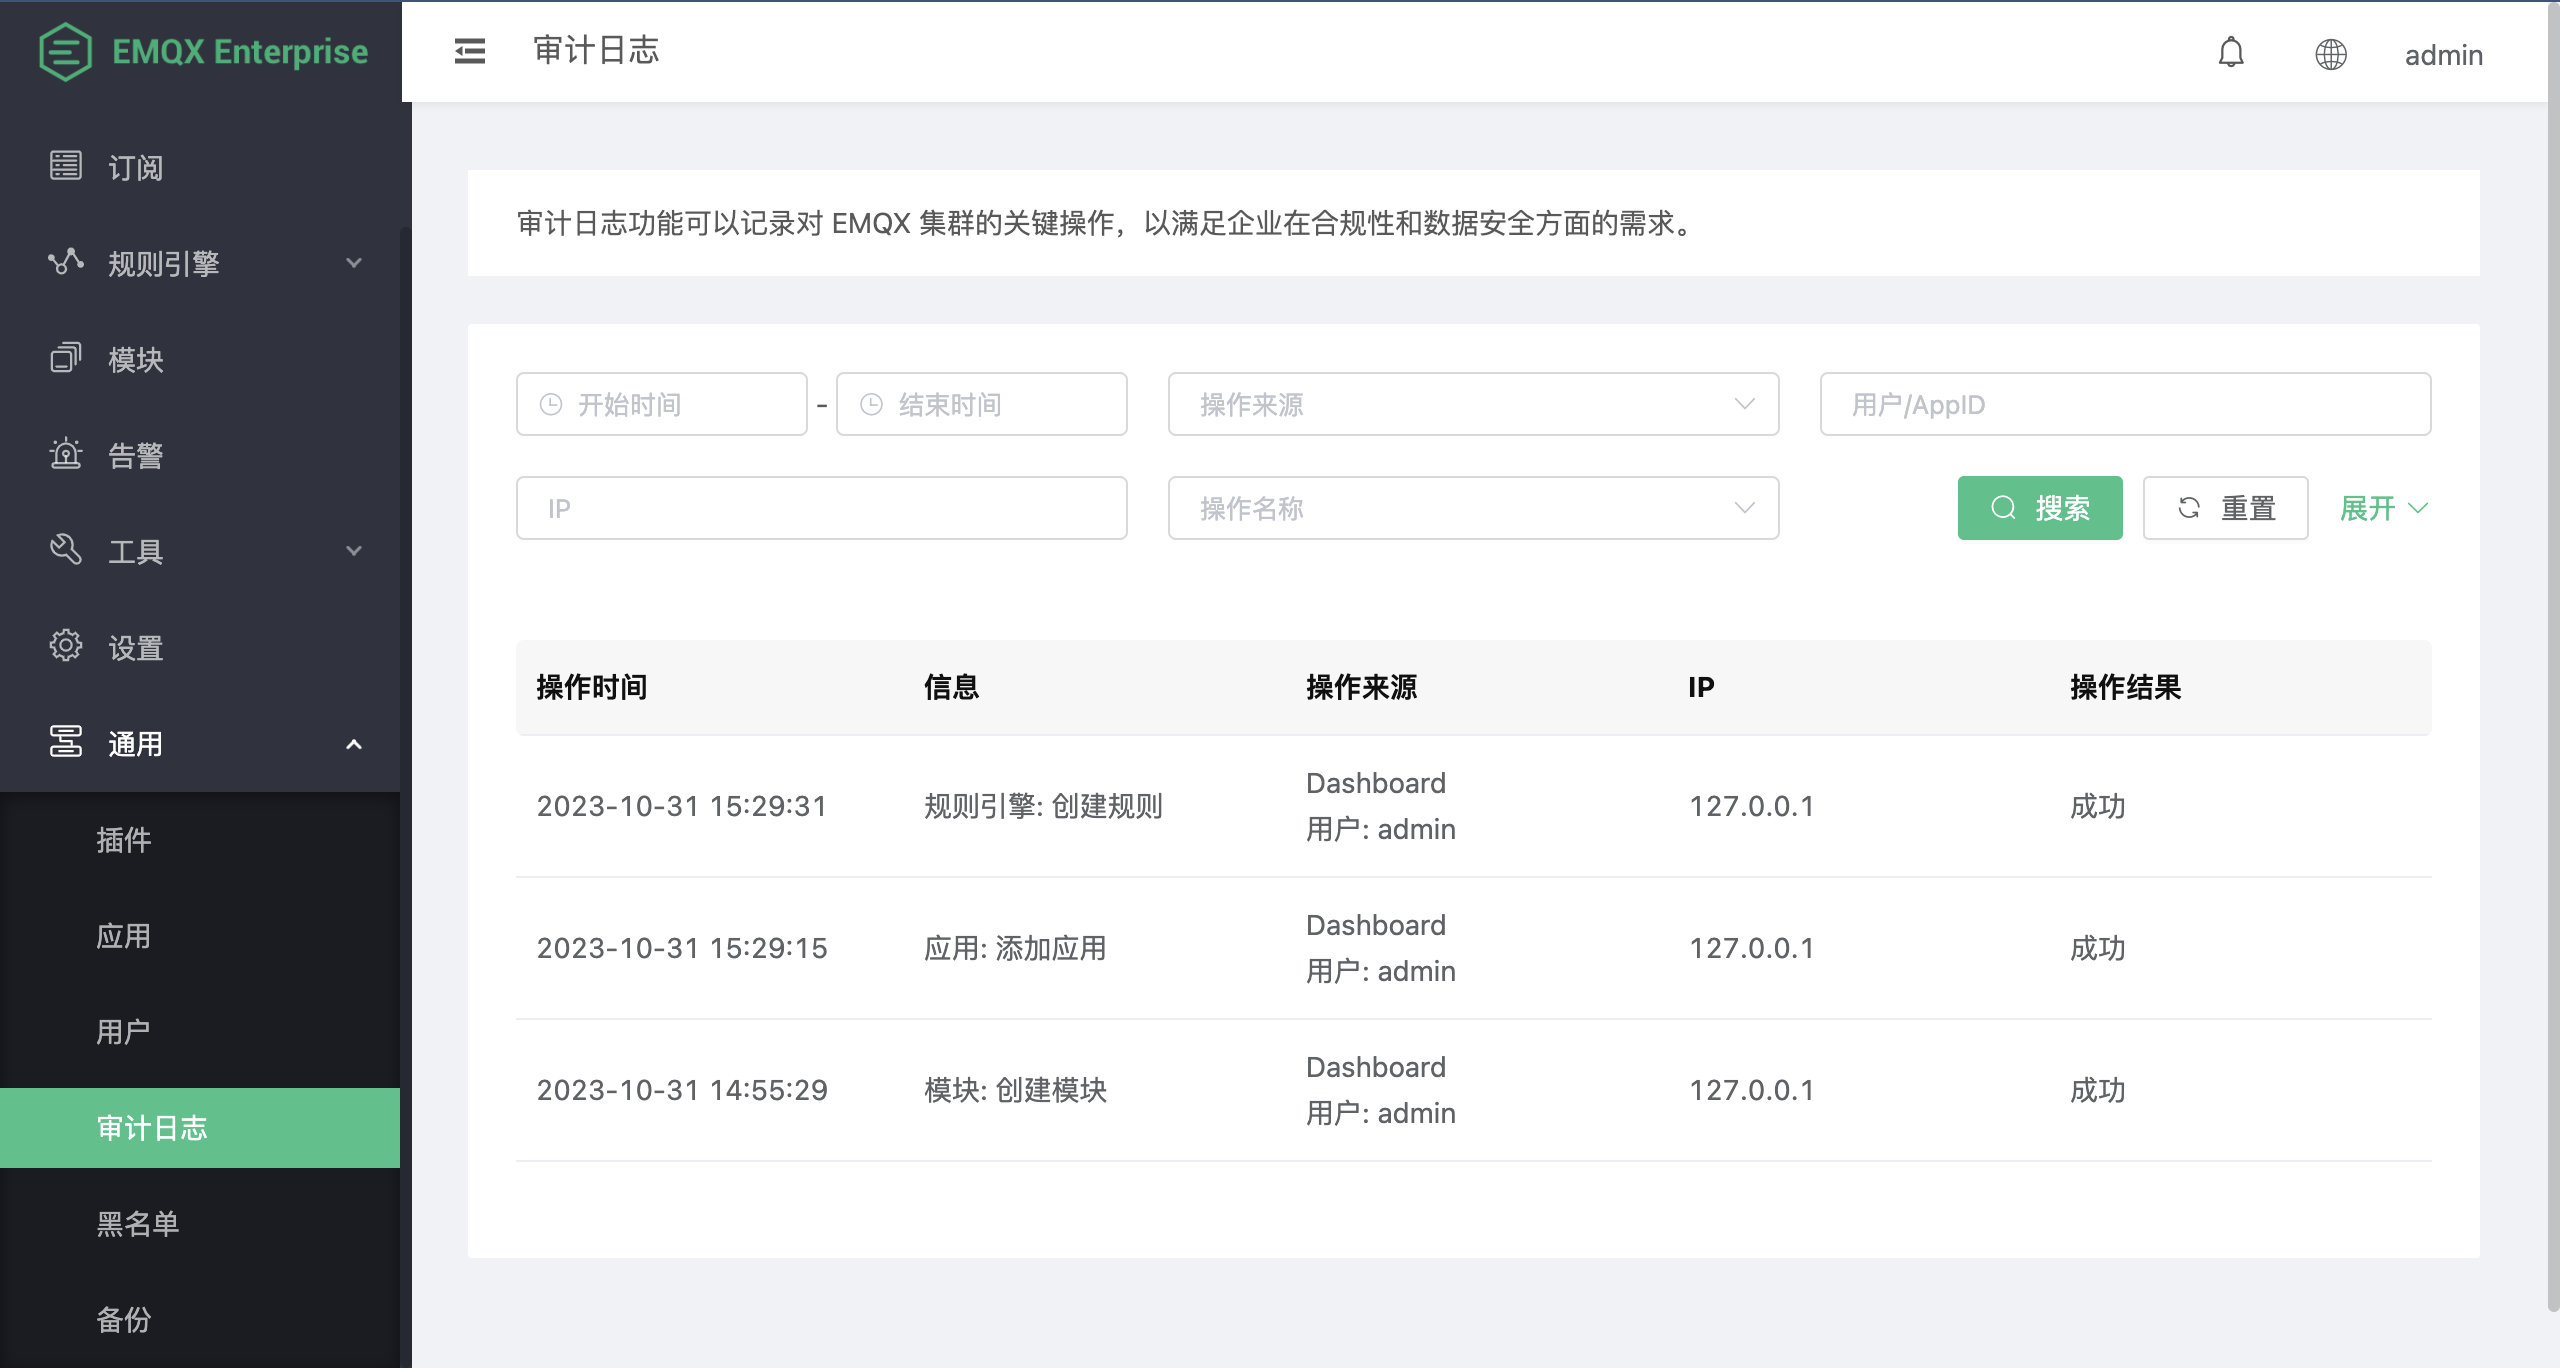 EMQX Enterprise
审计日志
admin
订阅
规则引擎
模块
告警
工具
设置
通用
插件
应用
用户
审计日志
黑名单
备份
审计日志功能可以记录对 EMQX 集群的关键操作，以满足企业在合规性和数据安全方面的需求。
开始时间 - 结束时间 操作来源 用户/AppID
IP 操作名称 搜索 重置 展开
操作时间 信息 操作来源 IP 操作结果
2023-10-31 15:29:31 规则引擎: 创建规则 Dashboard 127.0.0.1 成功
用户: admin
2023-10-31 15:29:15 应用: 添加应用 Dashboard 127.0.0.1 成功
用户: admin
2023-10-31 14:55:29 模块: 创建模块 Dashboard 127.0.0.1 成功
用户: admin